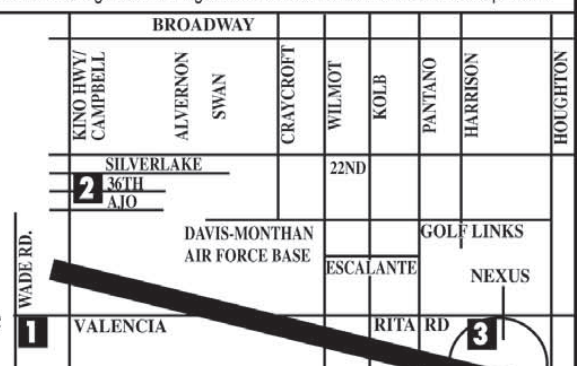 BROADWAY
KINO HWY/
CAMPBELL
ALVERNON
SWAN
CRAYCROFT
WILMOT
KOLB
PANTANO
HARRISON
HOUGHTON
SILVERLAKE
22ND
2
36TH
AJO
DAVIS-MONTHAN
AIR FORCE BASE
GOLF LINKS
WADE RD.
ESCALANTE
NEXUS
1
VALENCIA
RITA RD
3